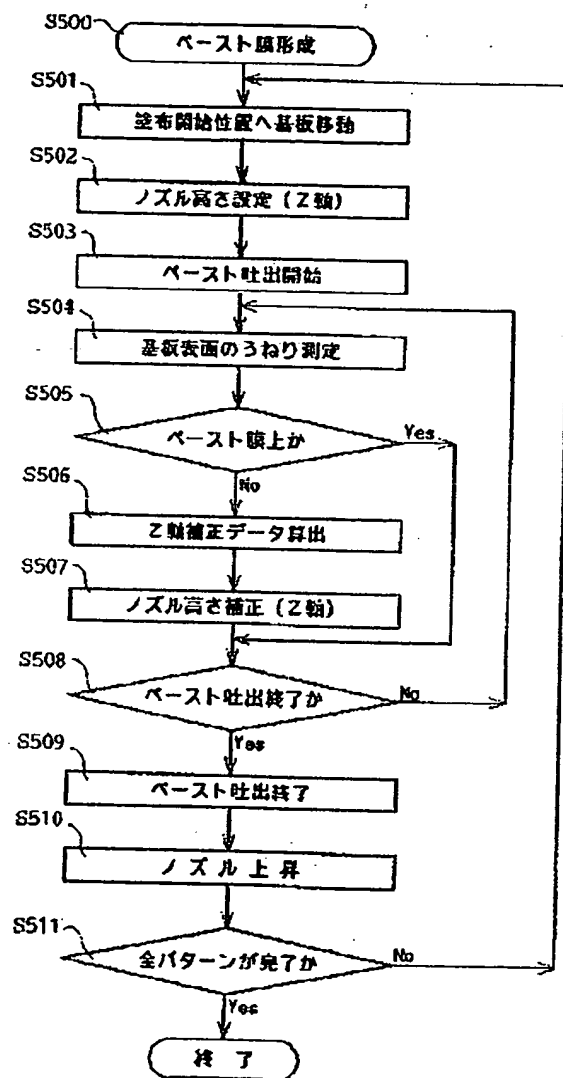 S500
ペースト膜形成
S501
塗布開始位置へ基板移動
S502
ノズル高さ設定(Z軸)
S503
ペースト吐出開始
S504
基板表面のうねり測定
S505
ペースト膜上か
Yes
No
S506
Z軸補正データ算出
S507
ノズル高さ補正(Z軸)
S508
ペースト吐出終了か
No
Yes
S509
ペースト吐出終了
S510
ノズル上昇
S511
全パターンが完了か
No
Yes
終了